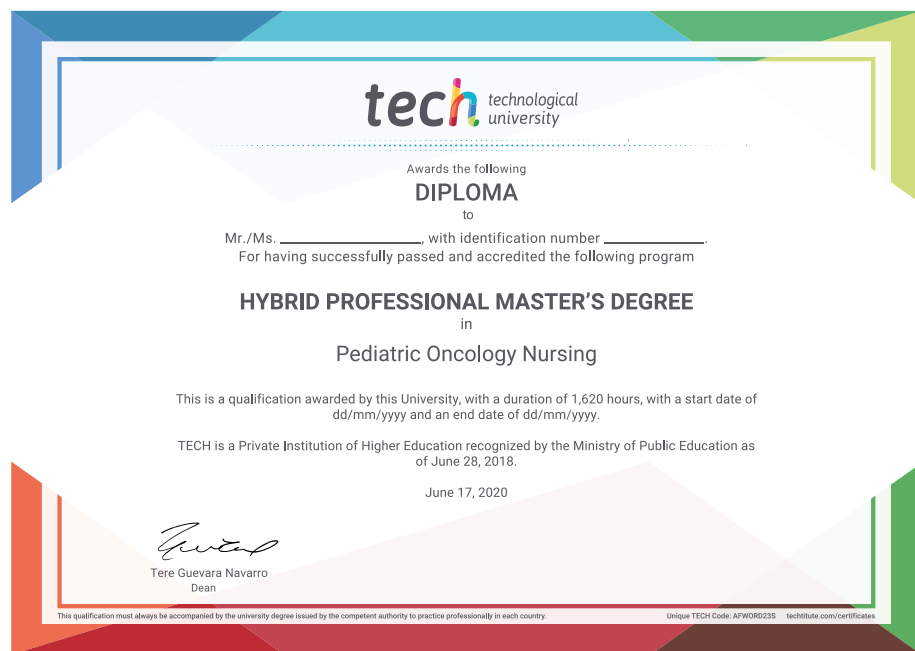 tech technological
university
Awards the following
DIPLOMA
to
Mr./Ms. ____________________, with identification number ______________.
For having successfully passed and accredited the following program
HYBRID PROFESSIONAL MASTER'S DEGREE
in
Pediatric Oncology Nursing
This is a qualification awarded by this University, with a duration of 1,620 hours, with a start date of
dd/mm/yyyy and an end date of dd/mm/yyyy.
TECH is a Private Institution of Higher Education recognized by the Ministry of Public Education as
of June 28, 2018.
June 17, 2020
Tere Guevara Navarro
Dean
This qualification must always be accompanied by the university degree issued by the competent authority to practice professionally in each country.
Unique TECH Code: AFWORD23S techtitute.com/certificates